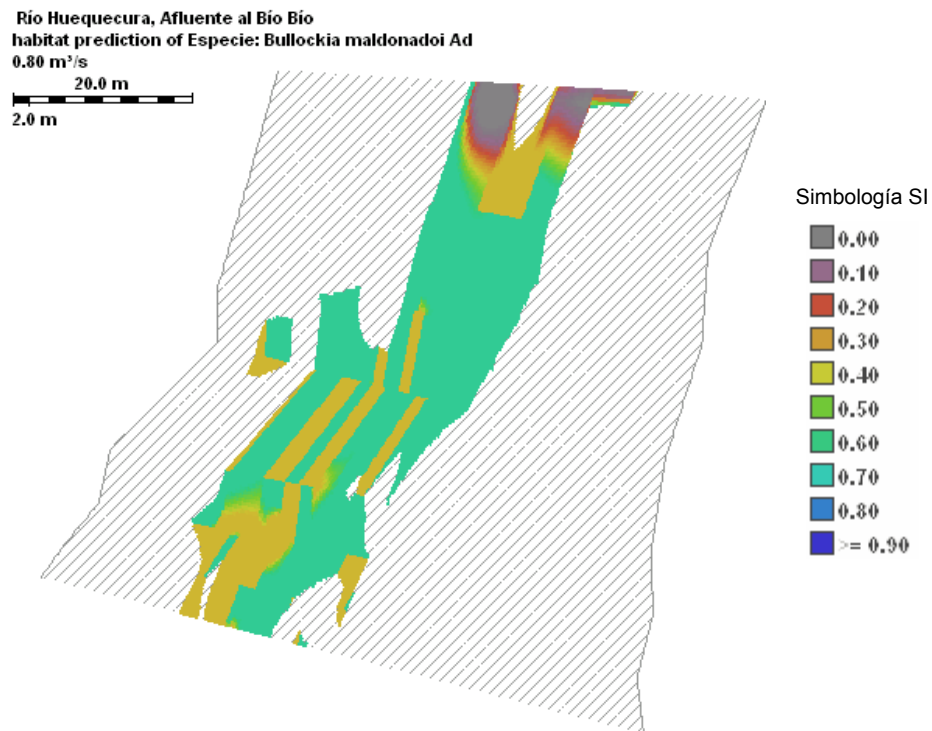 Río Huequecura, Afluente al Bío Bío
habitat prediction of Especie: Bullockia maldonadoi Ad
0.80 m³/s
20.0 m
2.0 m
Simbología SI
0.00
0.10
0.20
0.30
0.40
0.50
0.60
0.70
0.80
>= 0.90